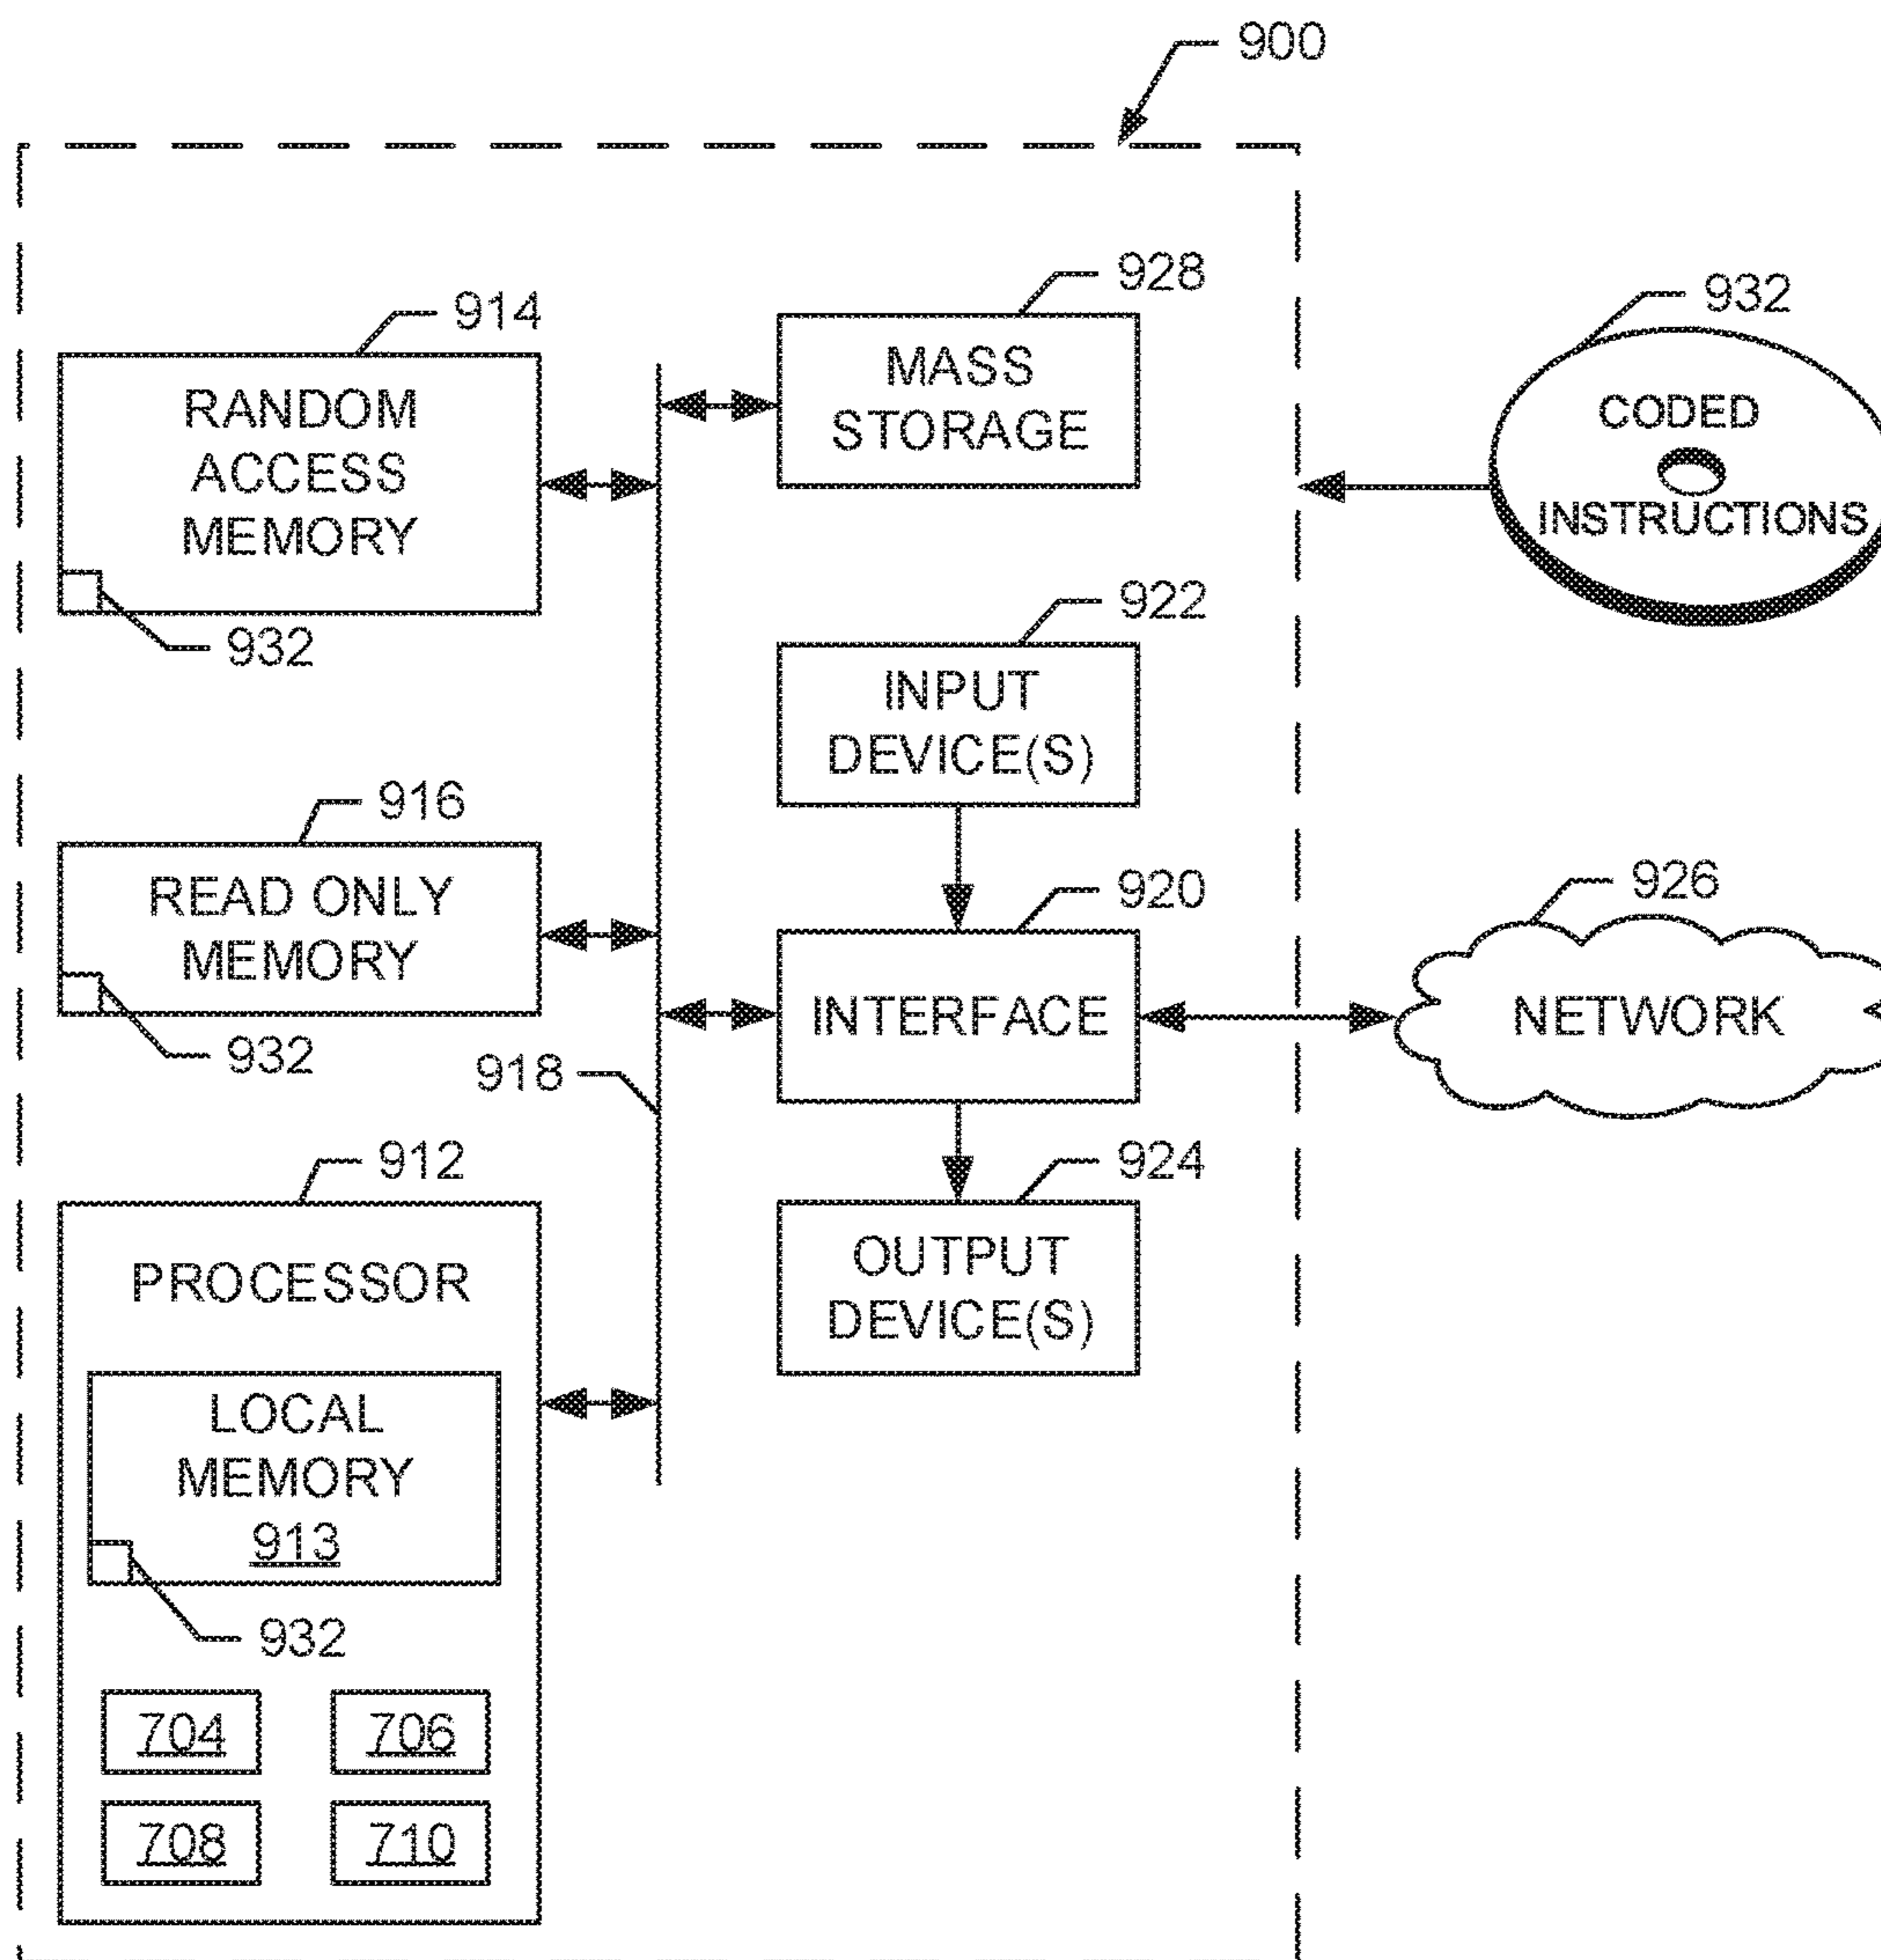 900
914
RANDOM
ACCESS
MEMORY
932
928
MASS
STORAGE
932
CODED
INSTRUCTIONS
922
INPUT
DEVICE(S)
916
READ ONLY
MEMORY
932
920
INTERFACE
926
NETWORK
918
912
PROCESSOR
LOCAL
MEMORY
913
932
704
706
708
710
924
OUTPUT
DEVICE(S)